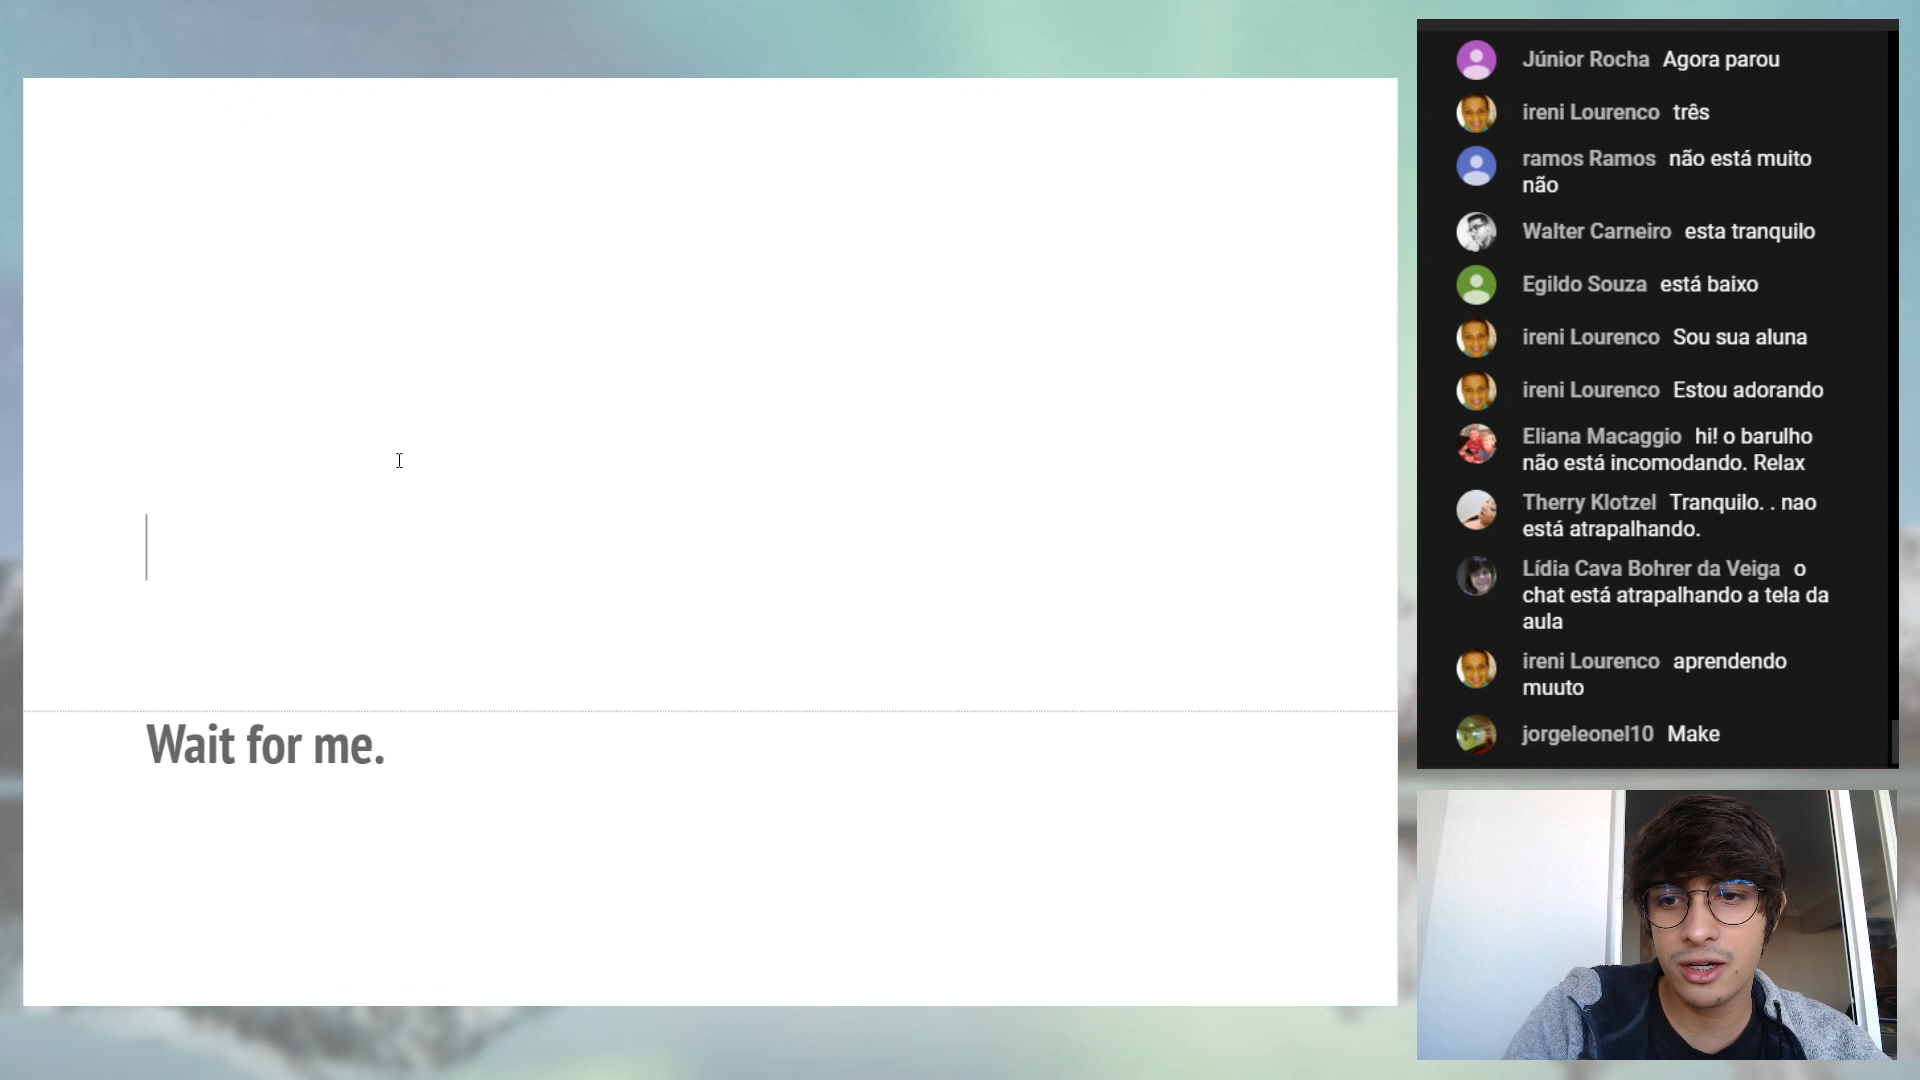 Wait for me.
Júnior Rocha Agora parou
ireni Lourenco três
ramos Ramos não está muito
não
Walter Carneiro esta tranquilo
Egildo Souza está baixo
ireni Lourenco Sou sua aluna
ireni Lourenco Estou adorando
Eliana Macaggio hi! o barulho
não está incomodando. Relax
Therry Klotzel Tranquilo. . nao
está atrapalhando.
Lídia Cava Bohrer da Veiga o
chat está atrapalhando a tela da
aula
ireni Lourenco aprendendo
muuto
jorgeleonel10 Make